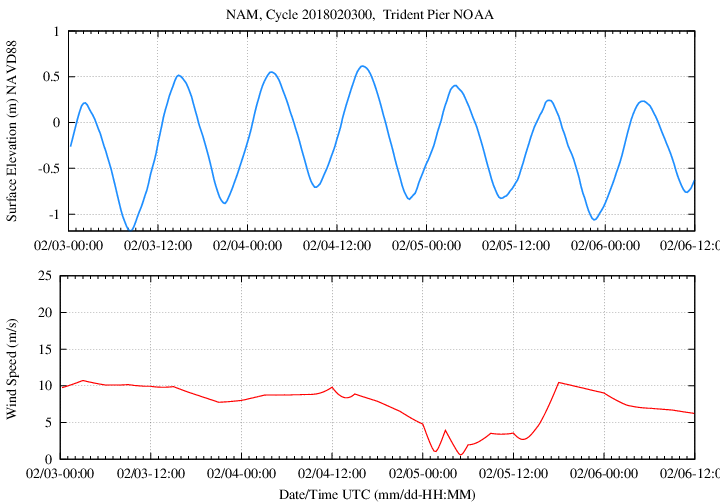 NAM, Cycle 2018020300,  Trident Pier NOAA
Surface Elevation (m) NAVD88
1
0.5
0
-0.5
-1
02/03-00:00 02/03-12:00 02/04-00:00 02/04-12:00 02/05-00:00 02/05-12:00 02/06-00:00 02/06-12:0
Wind Speed (m/s)
25
20
15
10
5
0
02/03-00:00 02/03-12:00 02/04-00:00 02/04-12:00 02/05-00:00 02/05-12:00 02/06-00:00 02/06-12:0
Date/Time UTC (mm/dd-HH:MM)